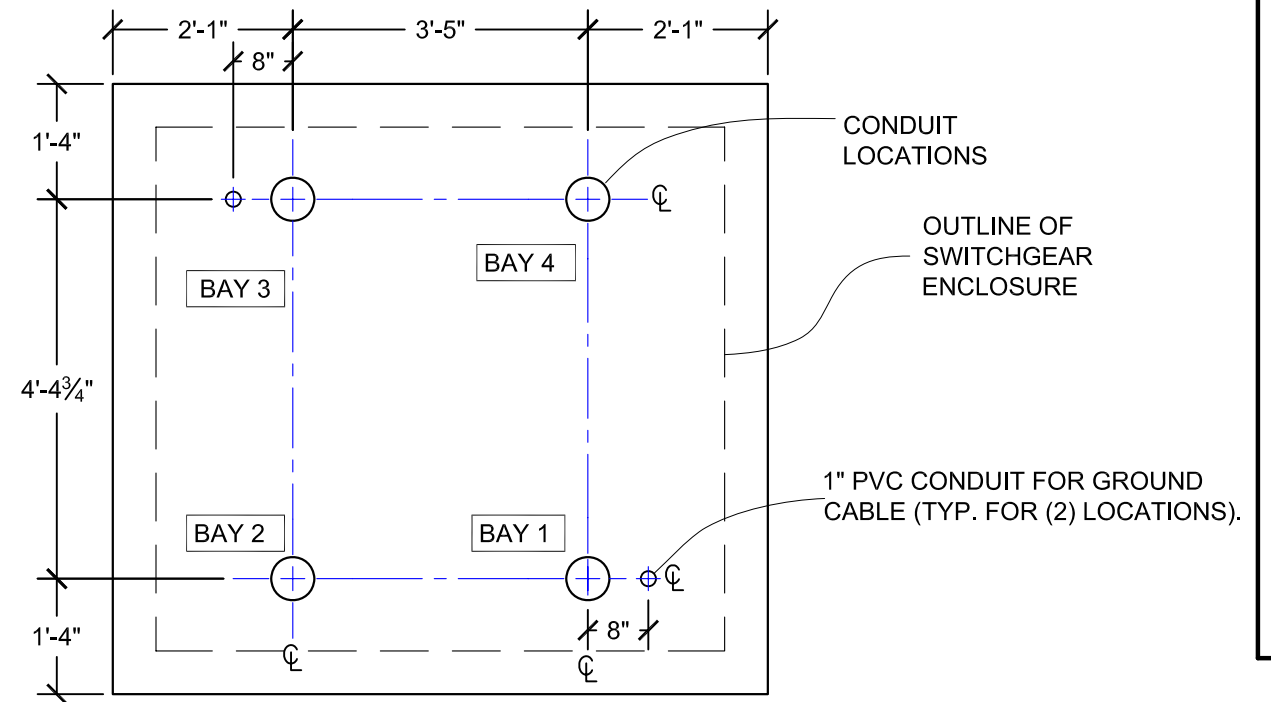 2'-1" 3'-5" 2'-1"
8"
1'-4"
CONDUIT
LOCATIONS
℄
OUTLINE OF
SWITCHGEAR
ENCLOSURE
BAY 4
BAY 3
4'-4¾"
1" PVC CONDUIT FOR GROUND
CABLE (TYP. FOR (2) LOCATIONS).
BAY 2 BAY 1
℄
1'-4"
8"
℄ ℄